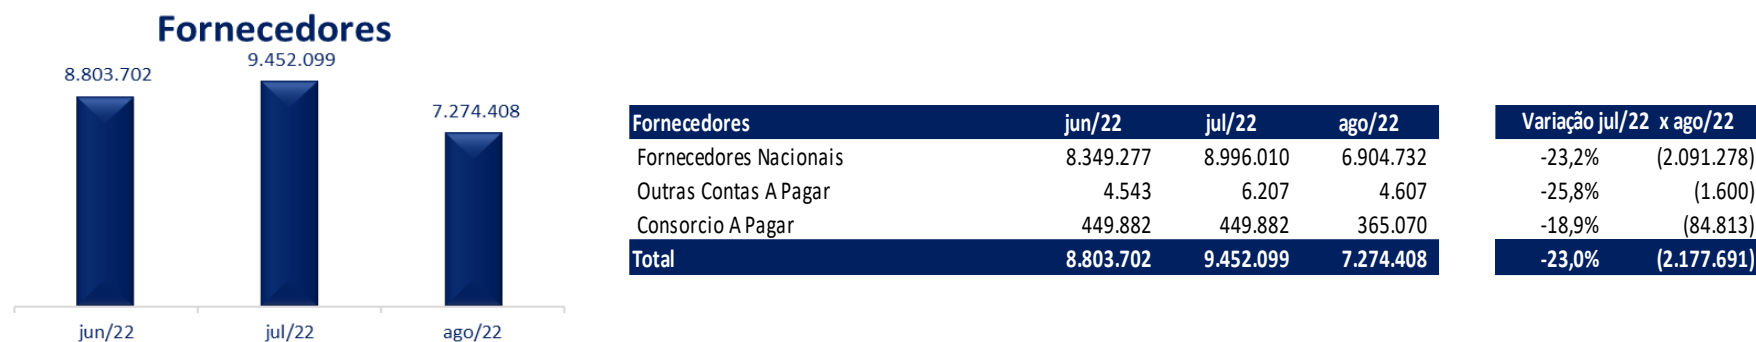 Fornecedores
9.452.099
8.803.702
7.274.408
jun/22 jul/22 ago/22
Fornecedores jun/22 jul/22 ago/22
Fornecedores Nacionais 8.349.277 8.996.010 6.904.732
Outras Contas A Pagar 4.543 6.207 4.607
Consorcio A Pagar 449.882 449.882 365.070
Total 8.803.702 9.452.099 7.274.408
Variação jul/22 x ago/22
-23,2% (2.091.278)
-25,8% (1.600)
-18,9% (84.813)
-23,0% (2.177.691)